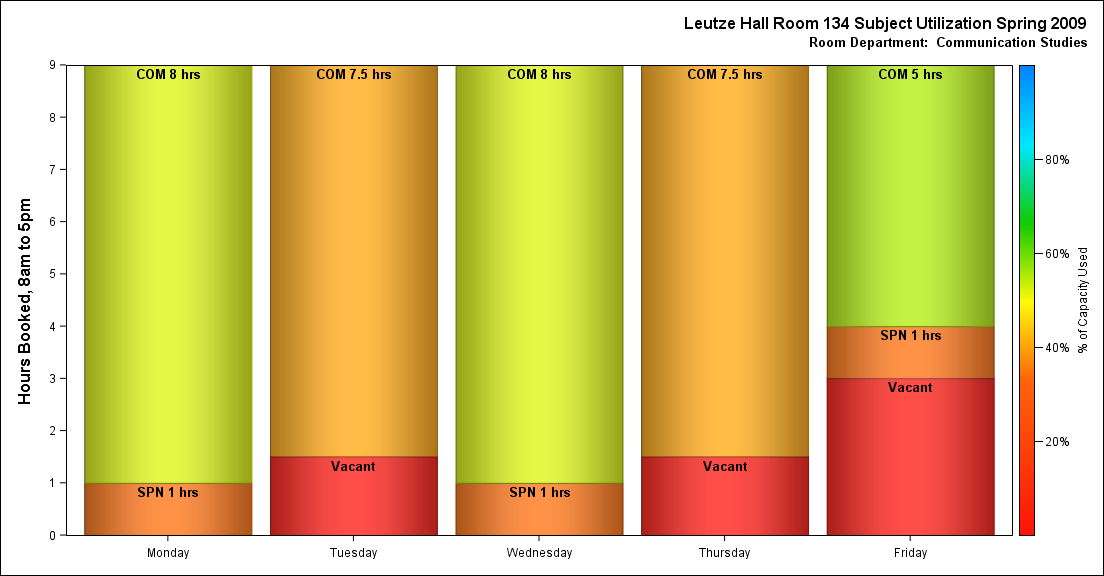 Leutze Hall Room 134 Subject Utilization Spring 2009
Room Department:  Communication Studies
Hours Booked, 8am to 5pm
9
8
7
6
5
4
3
2
1
0
COM 8 hrs
SPN 1 hrs
COM 7.5 hrs
Vacant
COM 8 hrs
SPN 1 hrs
COM 7.5 hrs
Vacant
COM 5 hrs
SPN 1 hrs
Vacant
Monday
Tuesday
Wednesday
Thursday
Friday
80%
60%
40%
20%
% of Capacity Used